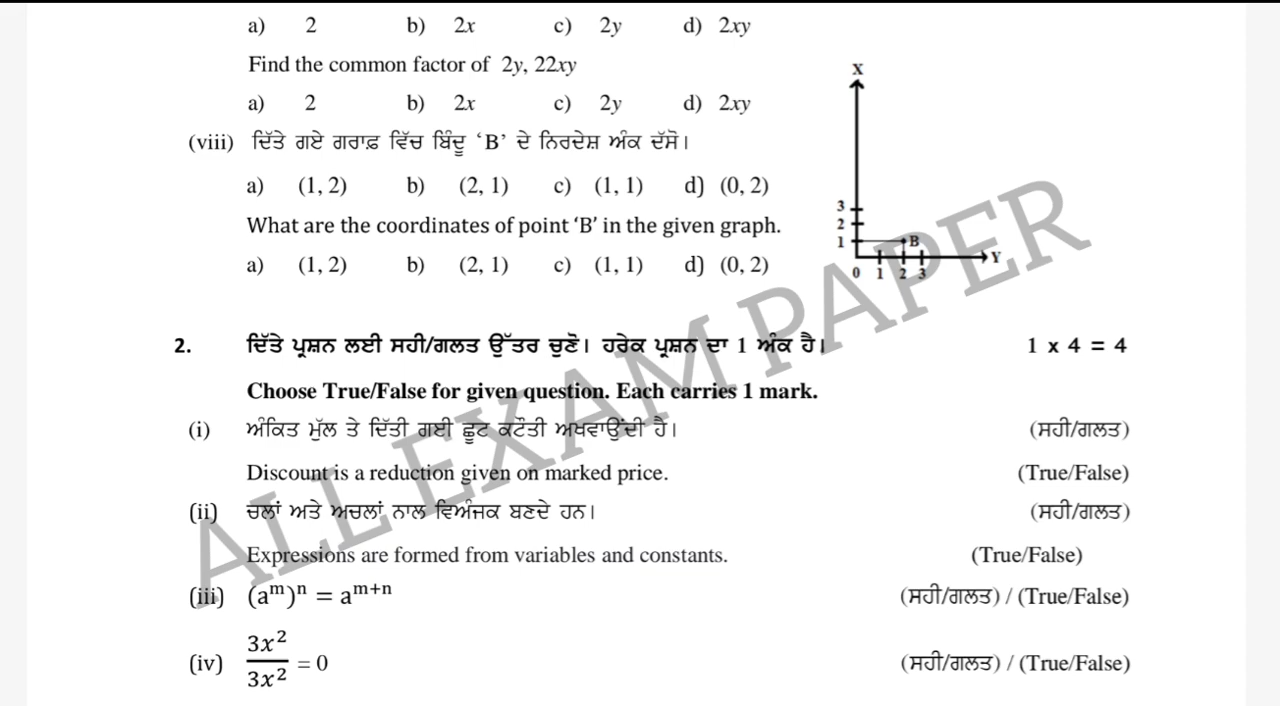 a) 2 b) 2x c) 2y d) 2xy
Find the common factor of 2y, 22xy
a) 2 b) 2x c) 2y d) 2xy
(viii) ਦਿੱਤੇ ਗਏ ਗਰਾਫ਼ ਵਿੱਚ ਬਿੰਦੂ ‘B’ ਦੇ ਨਿਰਦੇਸ਼ ਅੰਕ ਦੱਸੋ।
a) (1, 2) b) (2, 1) c) (1, 1) d) (0, 2)
What are the coordinates of point ‘B’ in the given graph.
a) (1, 2) b) (2, 1) c) (1, 1) d) (0, 2)
X
3
2
1
B
Y
0 1 2 3
2. ਦਿੱਤੇ ਪ੍ਰਸ਼ਨ ਲਈ ਸਹੀ/ਗਲਤ ਉੱਤਰ ਚੁਣੋ। ਹਰੇਕ ਪ੍ਰਸ਼ਨ ਦਾ 1 ਅੰਕ ਹੈ। 1 x 4 = 4
Choose True/False for given question. Each carries 1 mark.
(i) ਅੰਕਿਤ ਮੁੱਲ ਤੇ ਦਿੱਤੀ ਗਈ ਛੂਟ ਕਟੌਤੀ ਅਖਵਾਉਂਦੀ ਹੈ। (ਸਹੀ/ਗਲਤ)
Discount is a reduction given on marked price. (True/False)
(ii) ਚਲਾਂ ਅਤੇ ਅਚਲਾਂ ਨਾਲ ਵਿਅੰਜਕ ਬਣਦੇ ਹਨ। (ਸਹੀ/ਗਲਤ)
Expressions are formed from variables and constants. (True/False)
(iii) (aᵐ)ⁿ = aᵐ⁺ⁿ (ਸਹੀ/ਗਲਤ) / (True/False)
(iv) 3x²/3x² = 0 (ਸਹੀ/ਗਲਤ) / (True/False)
ALL EXAM PAPER